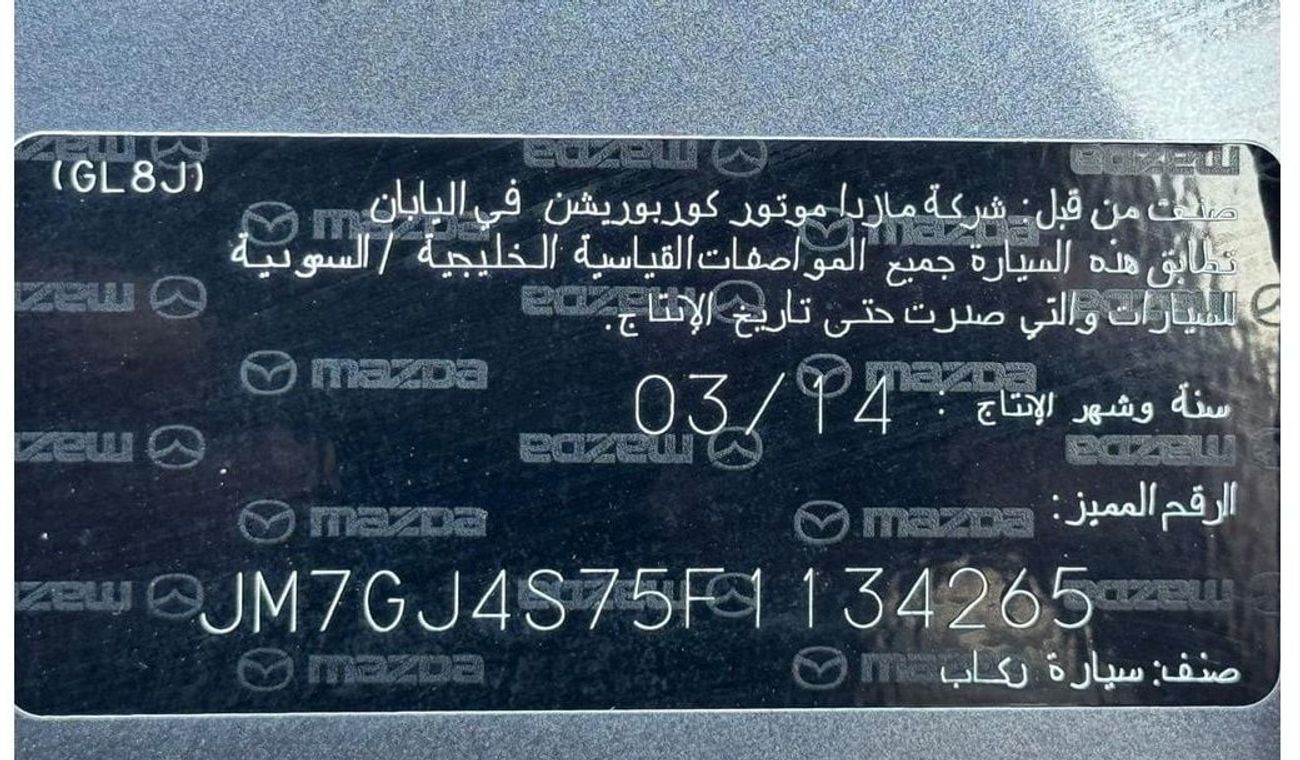 (GL8J)
صنعت من قبل: شركة مازدا موتور كوربوريشن في اليابان
تطابق هذه السيارة جميع المواصفات القياسية الخليجية / السعودية
للسيارات والتي صدرت حتى تاريخ الإنتاج.
سنة وشهر الإنتاج : 03/14
الرقم المميز:
JM7GJ4S75F1134265
صنف: سيارة ركاب
mazda